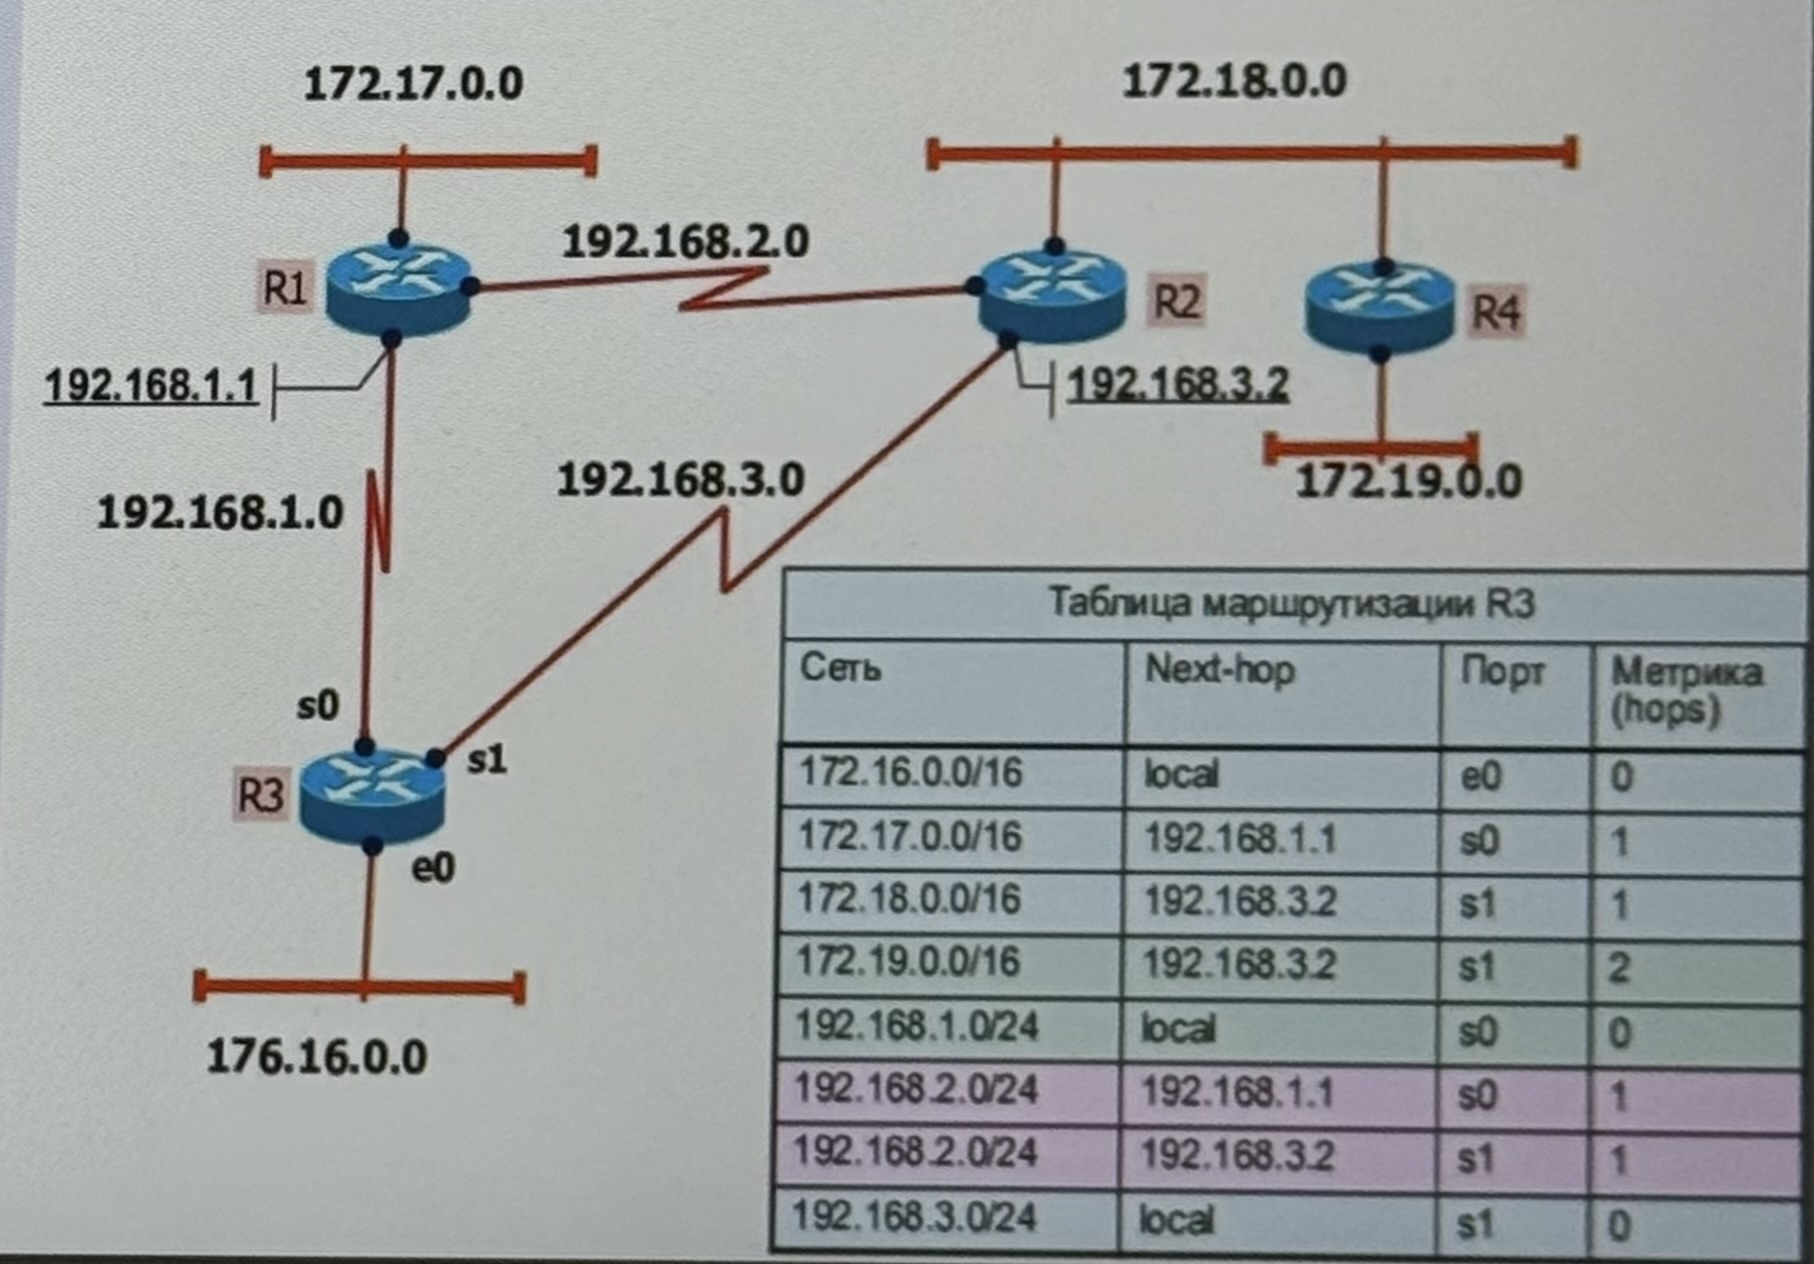 172.17.0.0
172.18.0.0
192.168.2.0
R1
R2
R4
192.168.1.1
192.168.3.2
192.168.3.0
172.19.0.0
192.168.1.0
s0
s1
R3
e0
176.16.0.0
Таблица маршрутизации R3
Сеть Next-hop Порт Метрика
(hops)
172.16.0.0/16 local e0 0
172.17.0.0/16 192.168.1.1 s0 1
172.18.0.0/16 192.168.3.2 s1 1
172.19.0.0/16 192.168.3.2 s1 2
192.168.1.0/24 local s0 0
192.168.2.0/24 192.168.1.1 s0 1
192.168.2.0/24 192.168.3.2 s1 1
192.168.3.0/24 local s1 0